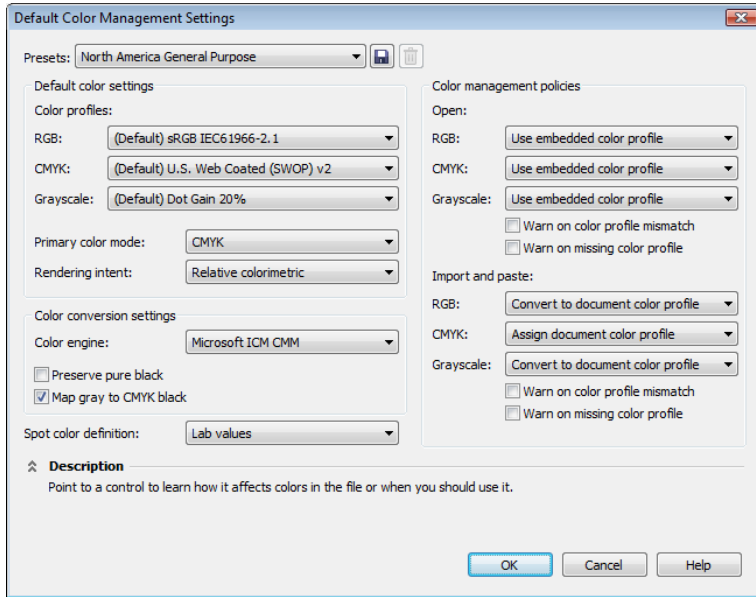 Default Color Management Settings
Presets: North America General Purpose
Default color settings
Color profiles:
RGB: (Default) sRGB IEC61966-2.1
CMYK: (Default) U.S. Web Coated (SWOP) v2
Grayscale: (Default) Dot Gain 20%
Primary color mode: CMYK
Rendering intent: Relative colorimetric
Color conversion settings
Color engine: Microsoft ICM CMM
Preserve pure black
Map gray to CMYK black
Spot color definition: Lab values
Color management policies
Open:
RGB: Use embedded color profile
CMYK: Use embedded color profile
Grayscale: Use embedded color profile
Warn on color profile mismatch
Warn on missing color profile
Import and paste:
RGB: Convert to document color profile
CMYK: Assign document color profile
Grayscale: Convert to document color profile
Warn on color profile mismatch
Warn on missing color profile
Description
Point to a control to learn how it affects colors in the file or when you should use it.
OK Cancel Help